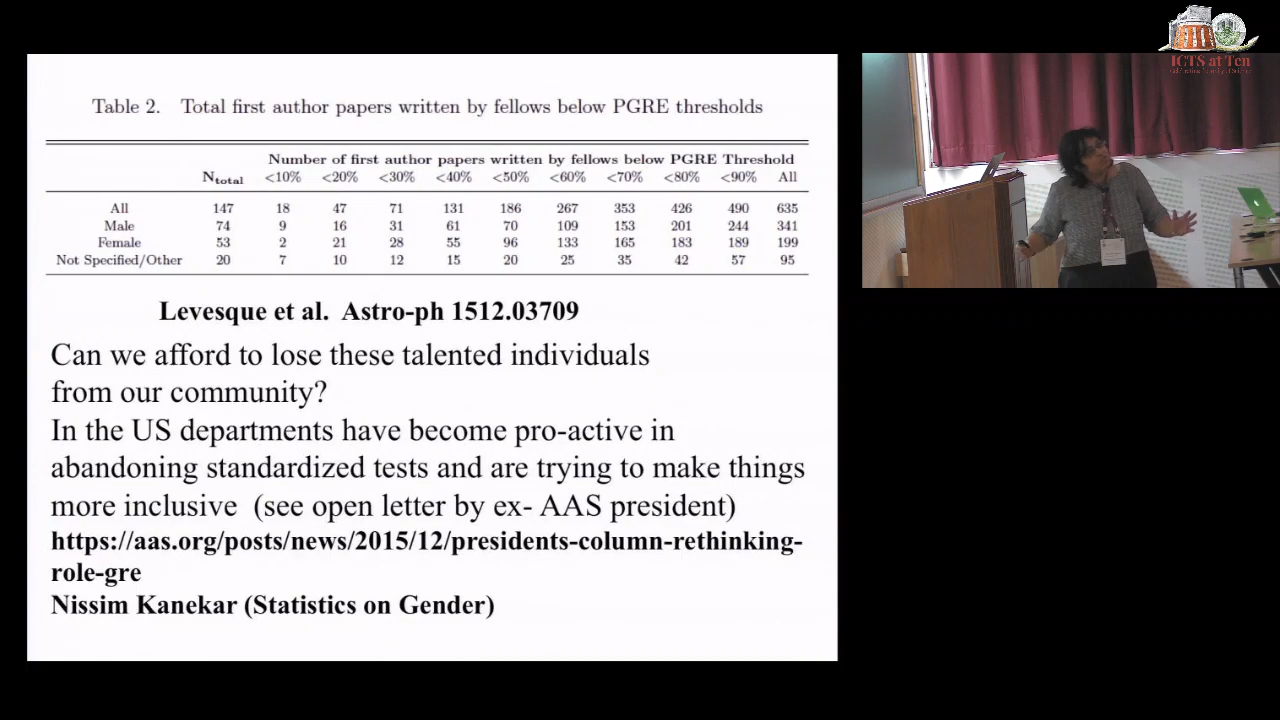 ICTS at Ten
Table 2. Total first author papers written by fellows below PGRE thresholds
Number of first author papers written by fellows below PGRE Threshold
Ntotal <10% <20% <30% <40% <50% <60% <70% <80% <90% All
All 147 18 47 71 131 186 267 353 426 490 635
Male 74 9 16 31 61 70 109 153 201 244 341
Female 53 2 21 28 55 96 133 165 183 189 199
Not Specified/Other 20 7 10 12 15 20 25 35 42 57 95
Levesque et al. Astro-ph 1512.03709
Can we afford to lose these talented individuals
from our community?
In the US departments have become pro-active in
abandoning standardized tests and are trying to make things
more inclusive (see open letter by ex- AAS president)
https://aas.org/posts/news/2015/12/presidents-column-rethinking-
role-gre
Nissim Kanekar (Statistics on Gender)